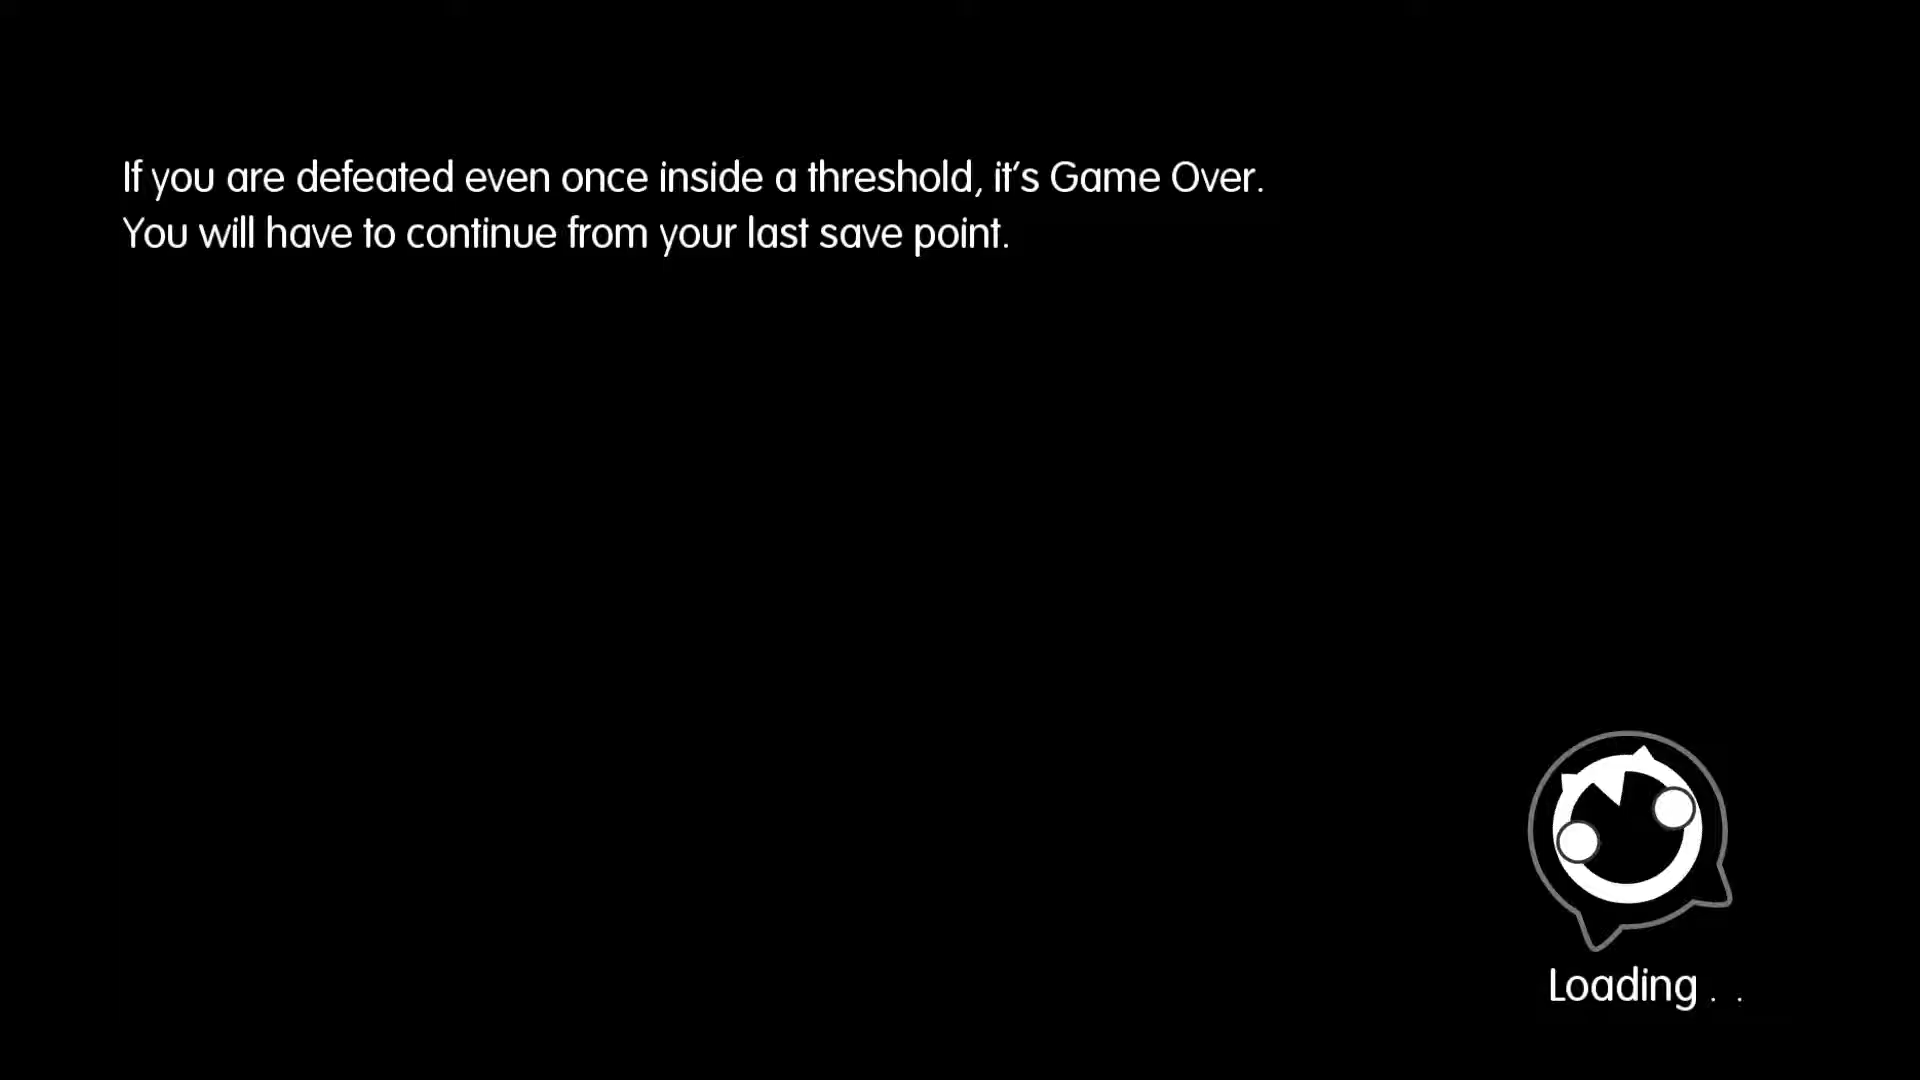 If you are defeated even once inside a threshold, it’s Game Over.
You will have to continue from your last save point.
Loading . .